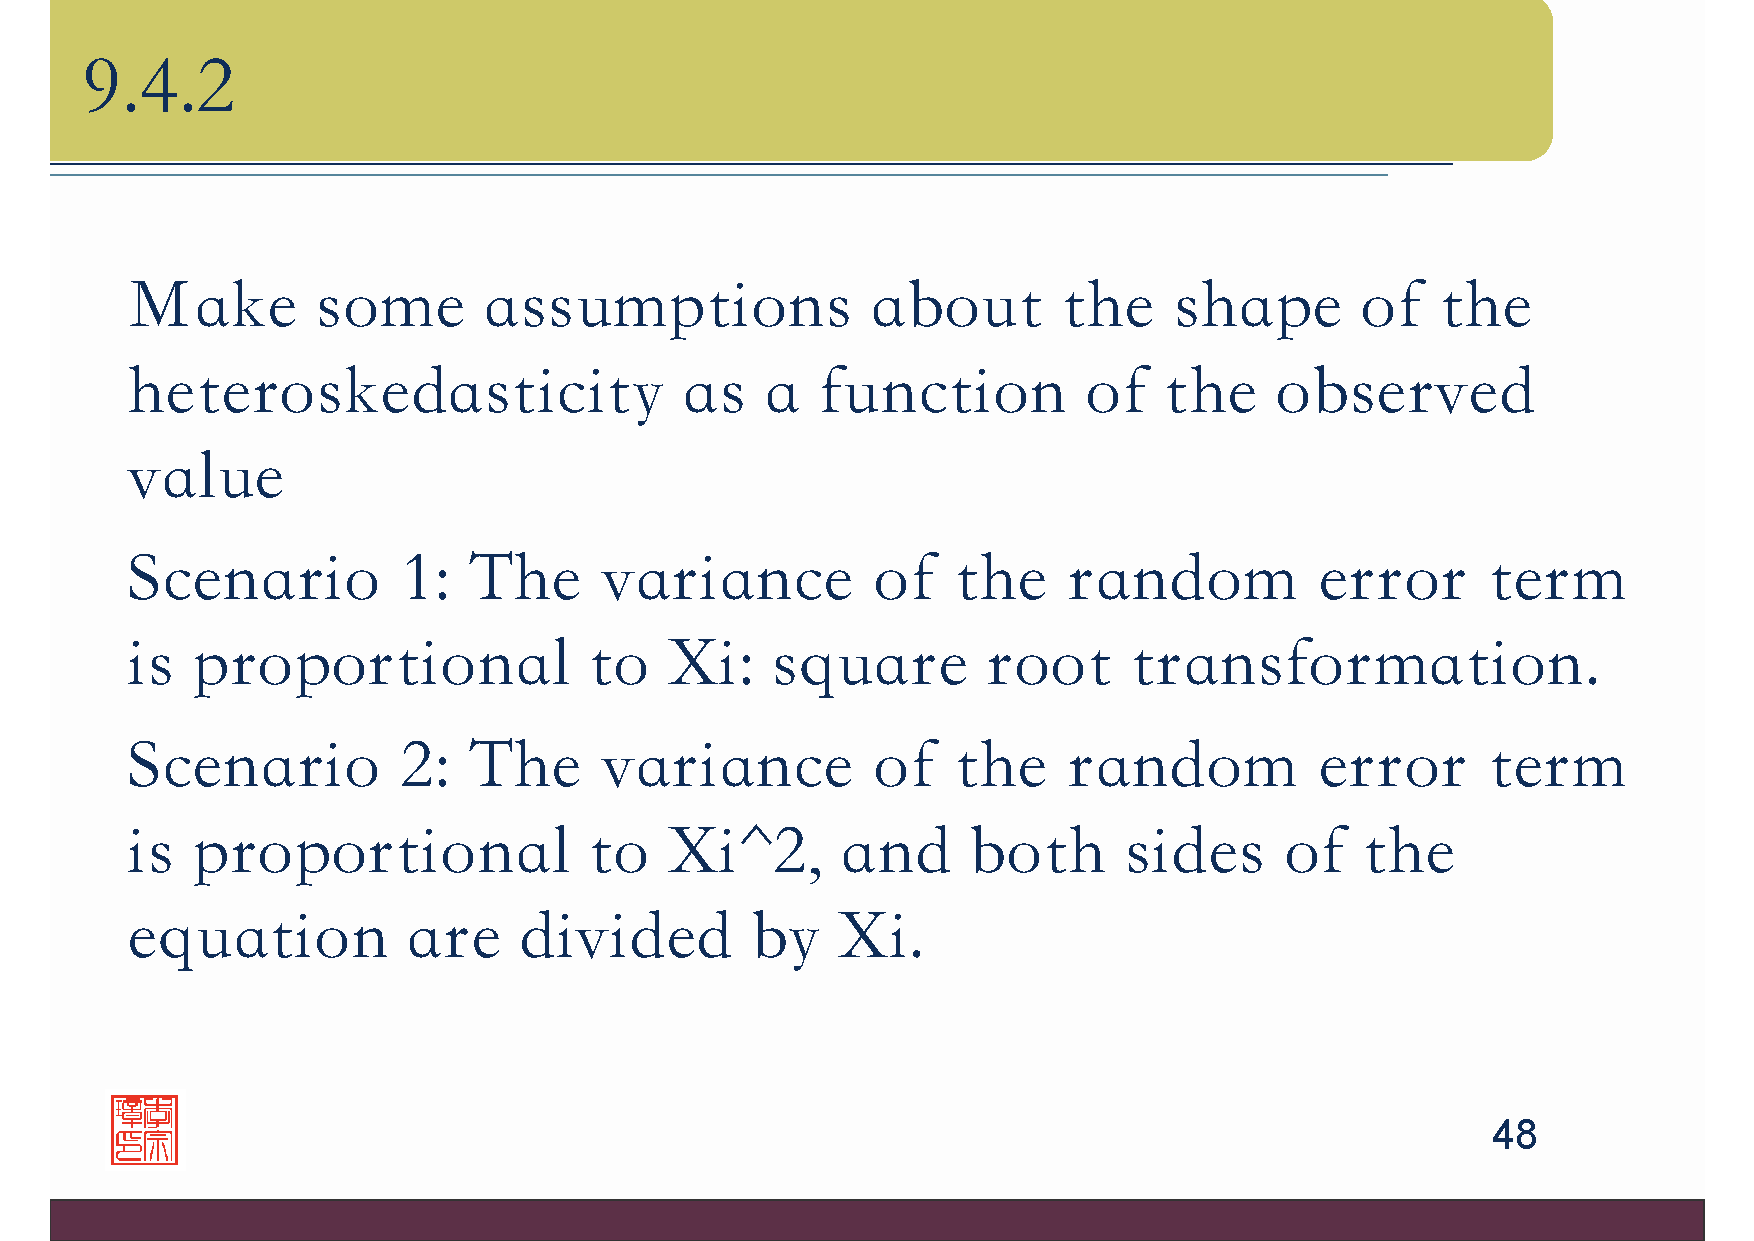 9.4.2
Make some assumptions about the shape of the
heteroskedasticity as a function of the observed
value
Scenario 1: The variance of the random error term
is proportional to Xi: square root transformation.
Scenario 2: The variance of the random error term
is proportional to Xi^2, and both sides of the
equation are divided by Xi.
48